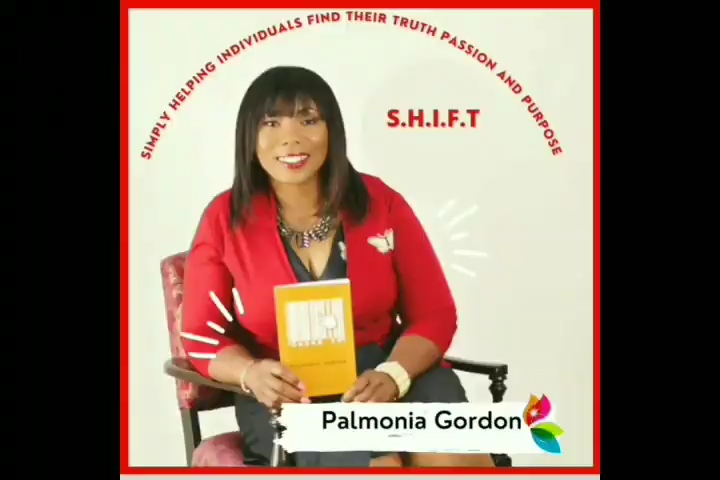 SIMPLY HELPING INDIVIDUALS FIND THEIR TRUTH PASSION AND PURPOSE
S.H.I.F.T
Palmonia Gordon